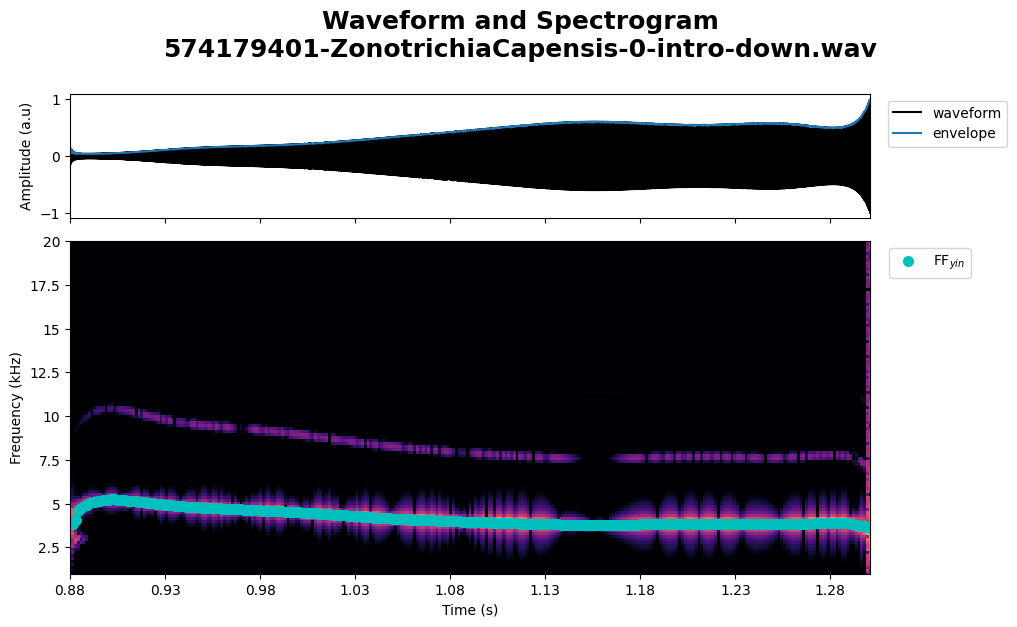 Waveform and Spectrogram
574179401-ZonotrichiaCapensis-0-intro-down.wav
Amplitude (a.u)
1
0
−1
waveform
envelope
Frequency (kHz)
20
17.5
15
12.5
10
7.5
5
2.5
FFyin
0.88 0.93 0.98 1.03 1.08 1.13 1.18 1.23 1.28
Time (s)